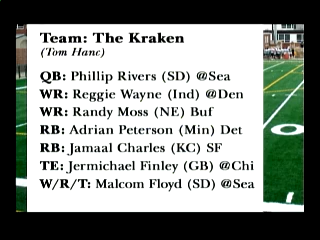 Team: The Kraken
(Tom Hanc)
QB: Phillip Rivers (SD) @Sea
WR: Reggie Wayne (Ind) @Den
WR: Randy Moss (NE) Buf
RB: Adrian Peterson (Min) Det
RB: Jamaal Charles (KC) SF
TE: Jermichael Finley (GB) @Chi
W/R/T: Malcom Floyd (SD) @Sea